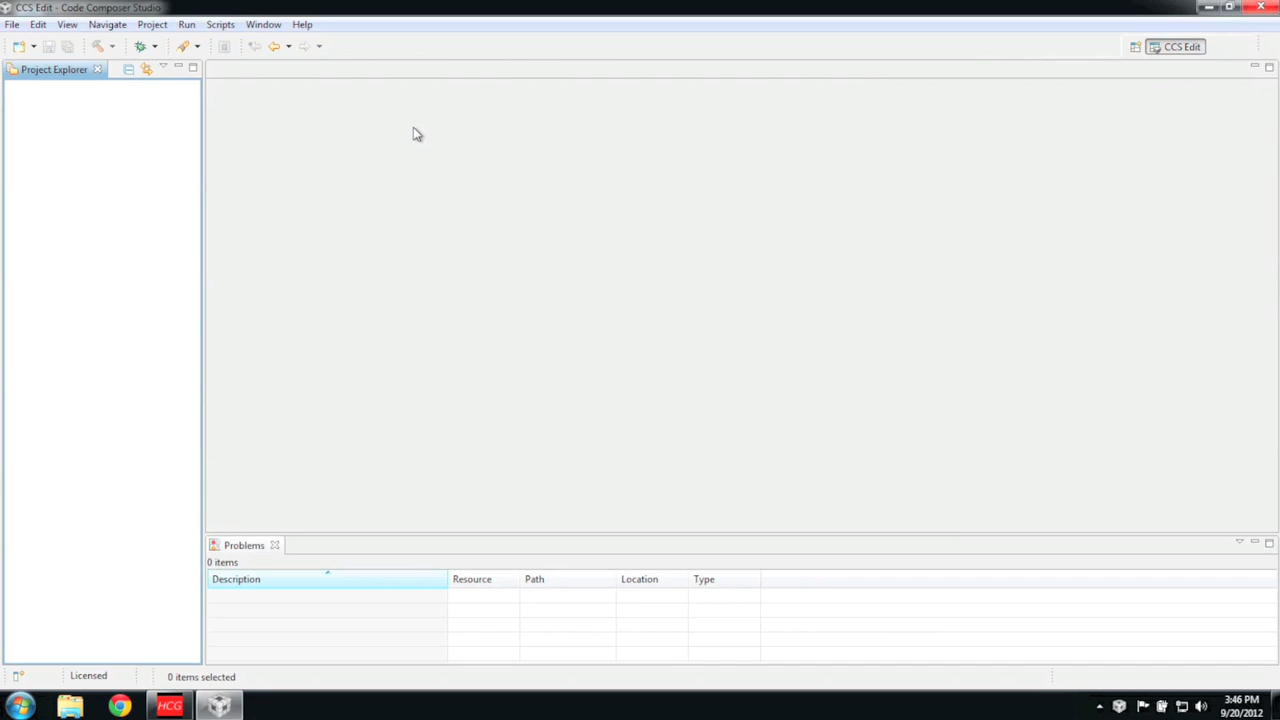 CCS Edit - Code Composer Studio
File Edit View Navigate Project Run Scripts Window Help
CCS Edit
Project Explorer
Problems
0 items
Description Resource Path Location Type
Licensed 0 items selected
HCG
3:46 PM
9/20/2012